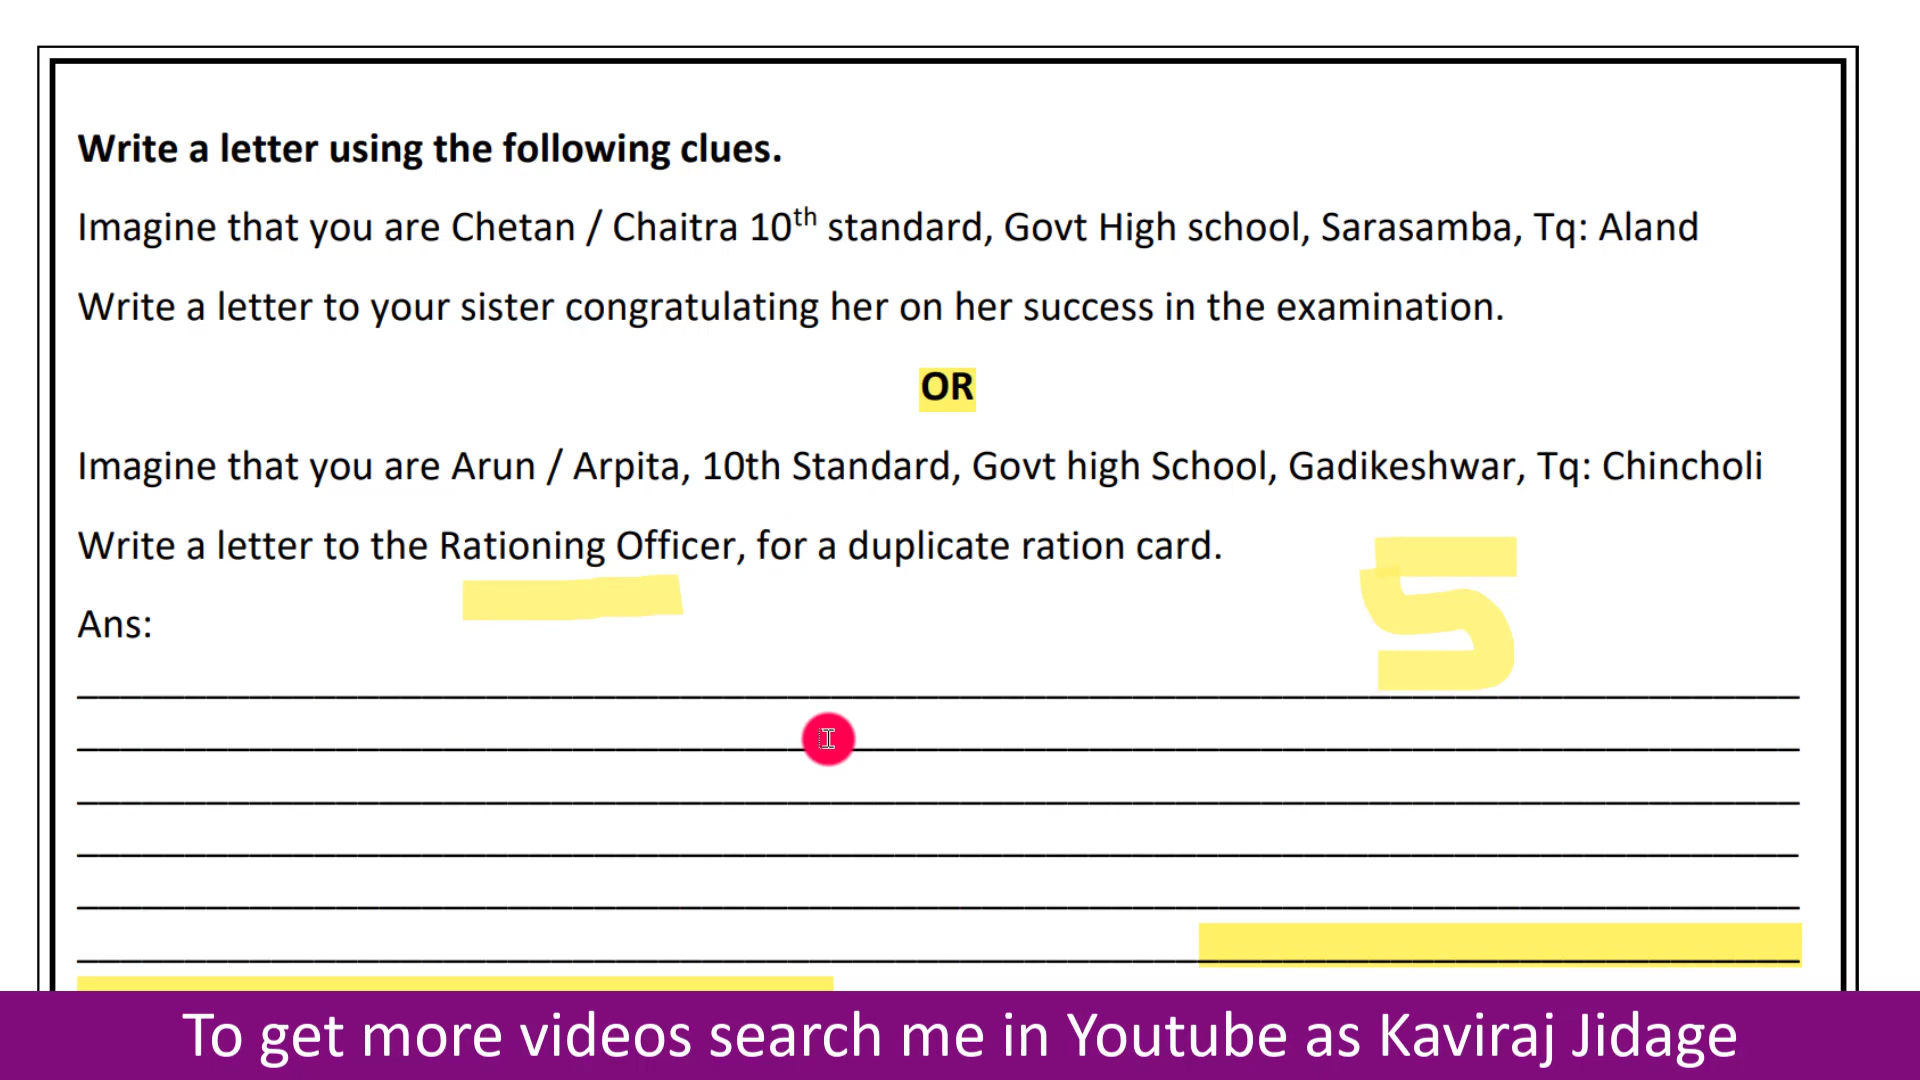 Write a letter using the following clues.
Imagine that you are Chetan / Chaitra 10th standard, Govt High school, Sarasamba, Tq: Aland
Write a letter to your sister congratulating her on her success in the examination.
OR
Imagine that you are Arun / Arpita, 10th Standard, Govt high School, Gadikeshwar, Tq: Chincholi
Write a letter to the Rationing Officer, for a duplicate ration card.
5
Ans:
To get more videos search me in Youtube as Kaviraj Jidage